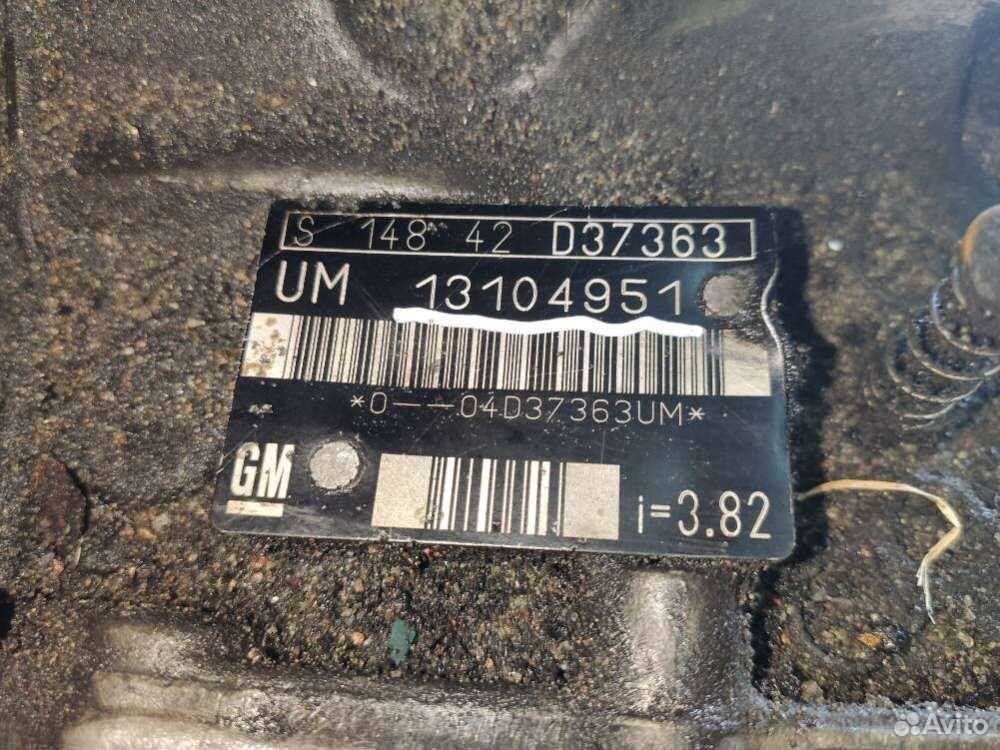 S 148 42 D37363
UM 13104951
*0--04D37363UM*
GM
i=3.82
Avito